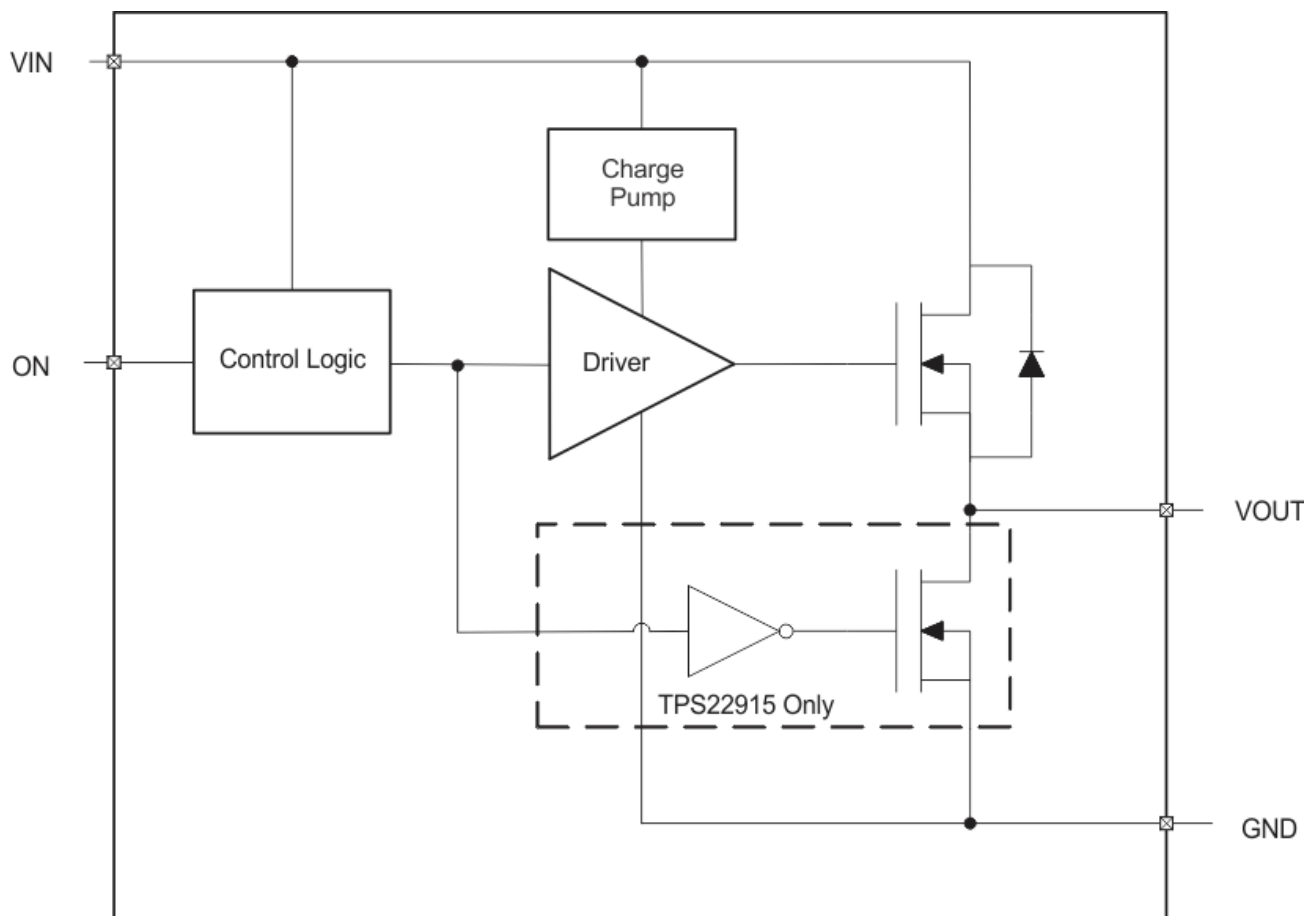 VIN
Charge
Pump
ON
Control Logic
Driver
VOUT
TPS22915 Only
GND